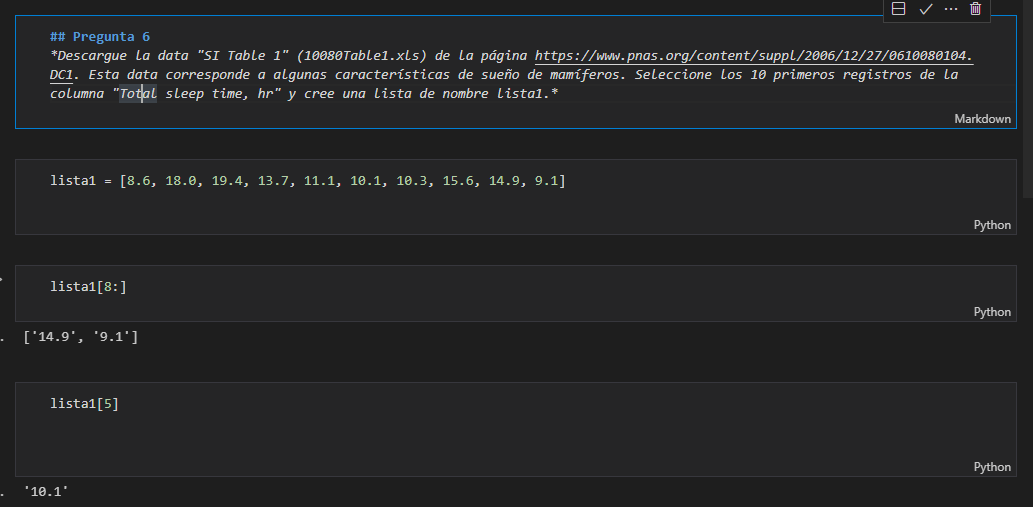 ## Pregunta 6
*Descargue la data "SI Table 1" (10080Table1.xls) de la página https://www.pnas.org/content/suppl/2006/12/27/0610080104.
DC1. Esta data corresponde a algunas características de sueño de mamíferos. Seleccione los 10 primeros registros de la
columna "Total sleep time, hr" y cree una lista de nombre lista1.*
Markdown
lista1 = [8.6, 18.0, 19.4, 13.7, 11.1, 10.1, 10.3, 15.6, 14.9, 9.1]
Python
lista1[8:]
Python
['14.9', '9.1']
lista1[5]
Python
'10.1'